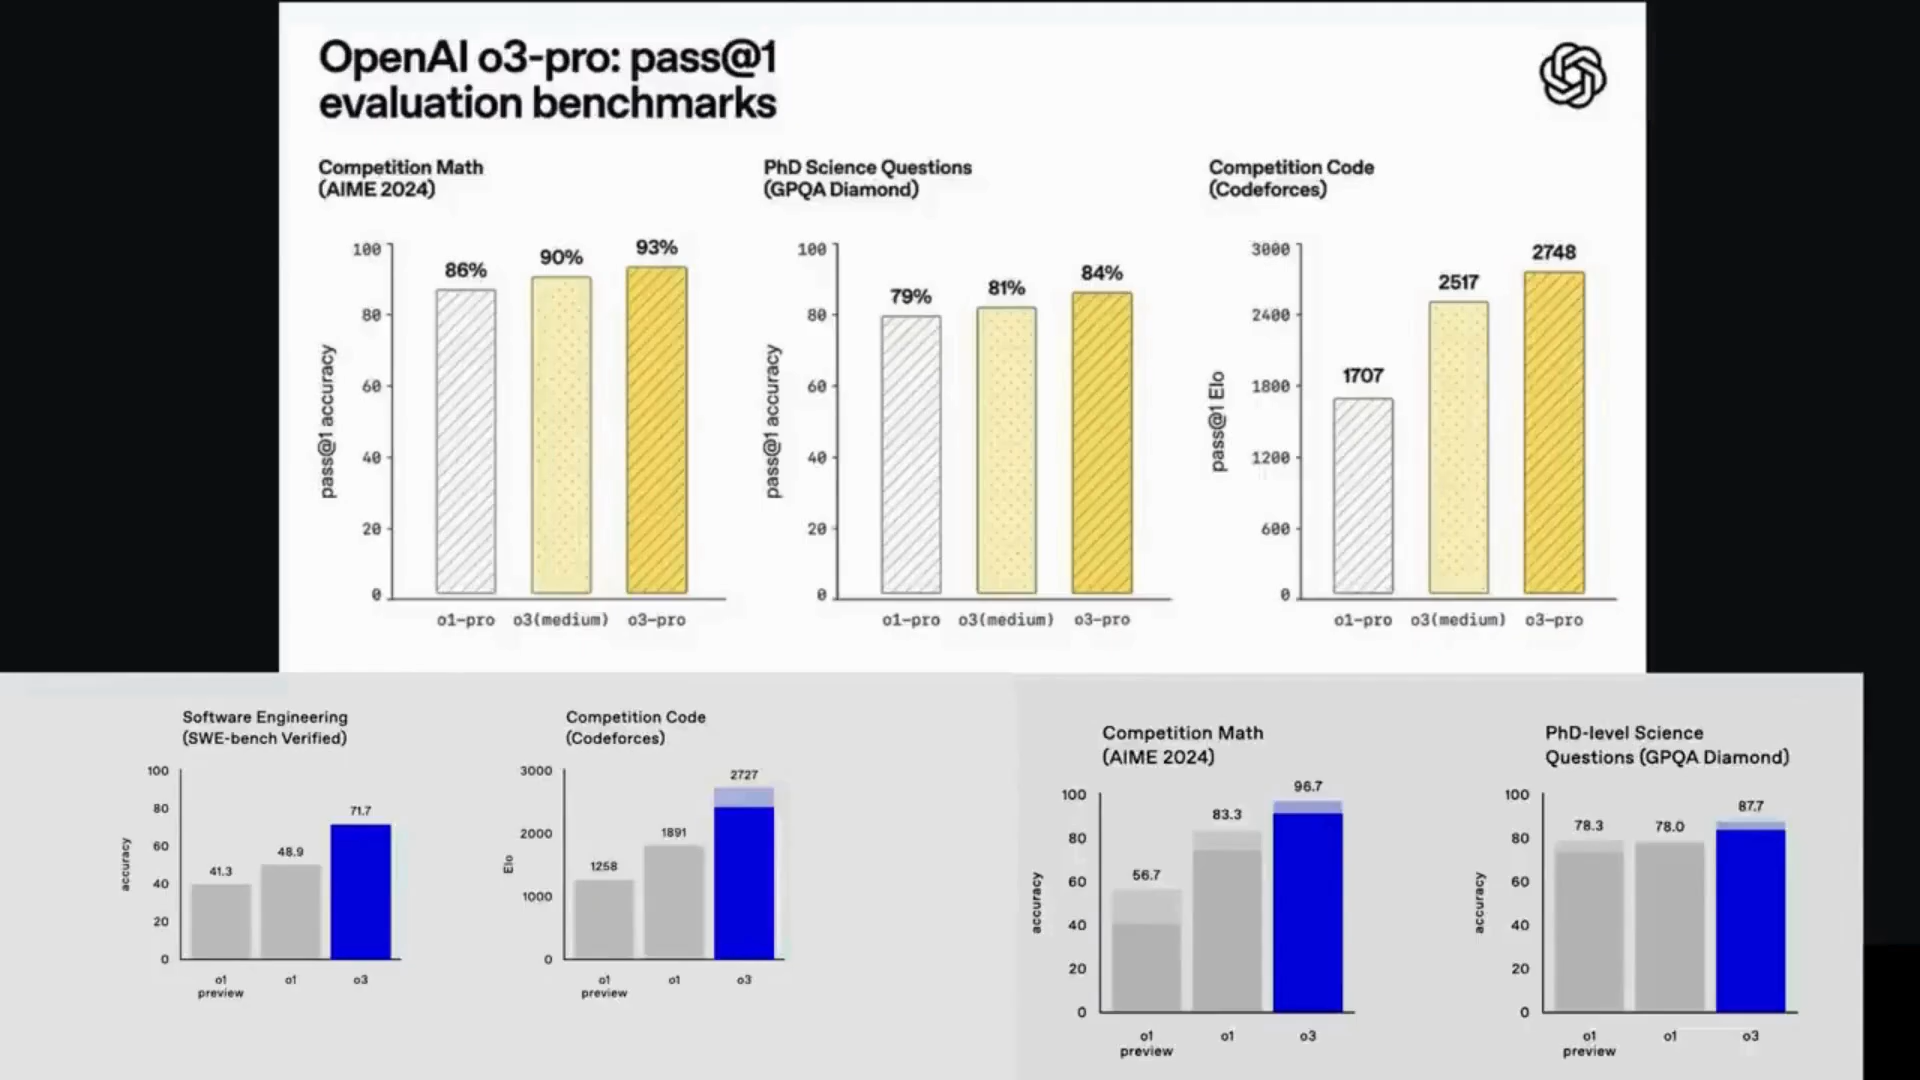 OpenAI o3-pro: pass@1
evaluation benchmarks
Competition Math
(AIME 2024)
pass@1 accuracy
100
80
60
40
20
0
86%
90%
93%
o1-pro
o3(medium)
o3-pro
PhD Science Questions
(GPQA Diamond)
pass@1 accuracy
100
80
60
40
20
0
79%
81%
84%
o1-pro
o3(medium)
o3-pro
Competition Code
(Codeforces)
pass@1 Elo
3000
2400
1800
1200
600
0
1707
2517
2748
o1-pro
o3(medium)
o3-pro
Software Engineering
(SWE-bench Verified)
accuracy
100
80
60
40
20
0
41.3
48.9
71.7
o1
preview
o1
o3
Competition Code
(Codeforces)
Elo
3000
2000
1000
0
1258
1891
2727
o1
preview
o1
o3
Competition Math
(AIME 2024)
accuracy
100
80
60
40
20
0
56.7
83.3
96.7
o1
preview
o1
o3
PhD-level Science
Questions (GPQA Diamond)
accuracy
100
80
60
40
20
0
78.3
78.0
87.7
o1
preview
o1
o3